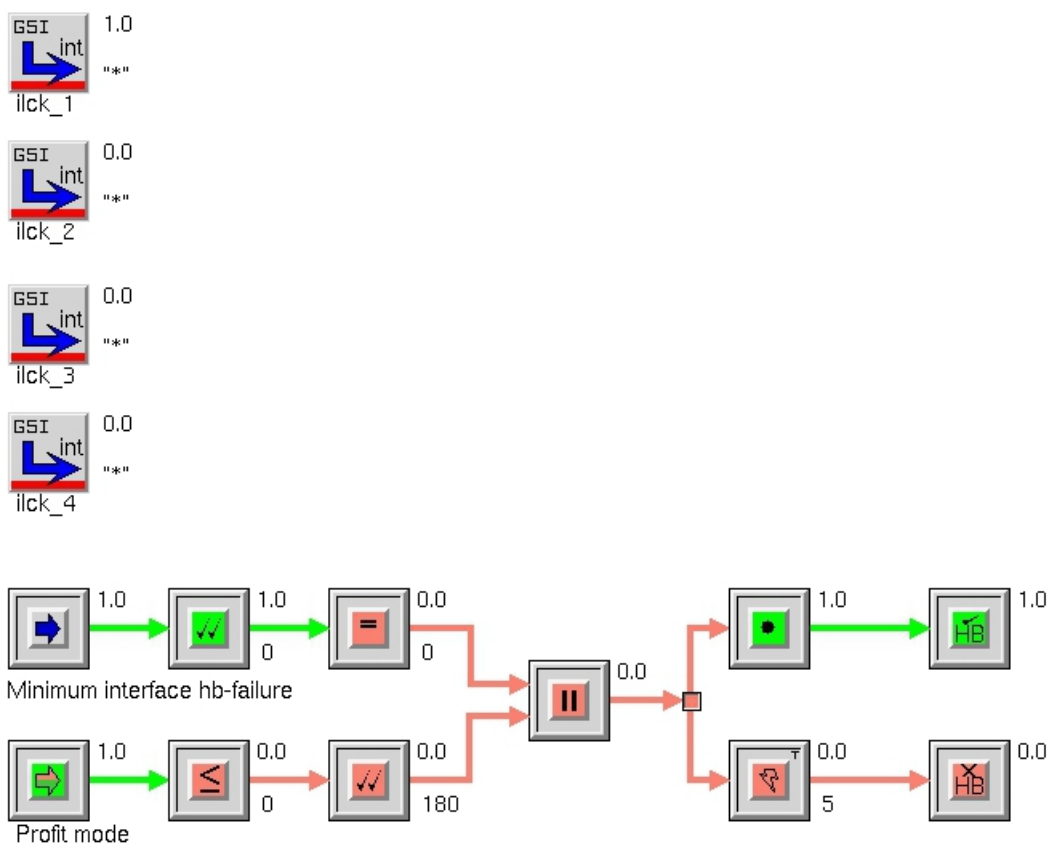 GSI 1.0
int
"*"
ilck_1
GSI 0.0
int
"*"
ilck_2
GSI 0.0
int
"*"
ilck_3
GSI 0.0
int
"*"
ilck_4
1.0 1.0 0.0 1.0 1.0
= HB
0 0
0.0
Minimum interface hb-failure
1.0 0.0 0.0 T 0.0 0.0
≤ X
HB
0 180 5
Profit mode